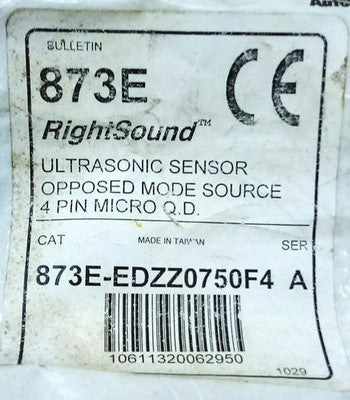 BULLETIN
873E
RightSound™
ULTRASONIC SENSOR
OPPOSED MODE SOURCE
4 PIN MICRO Q.D.
CAT MADE IN TAIWAN SER
873E-EDZZ0750F4 A
10611320062950
1029